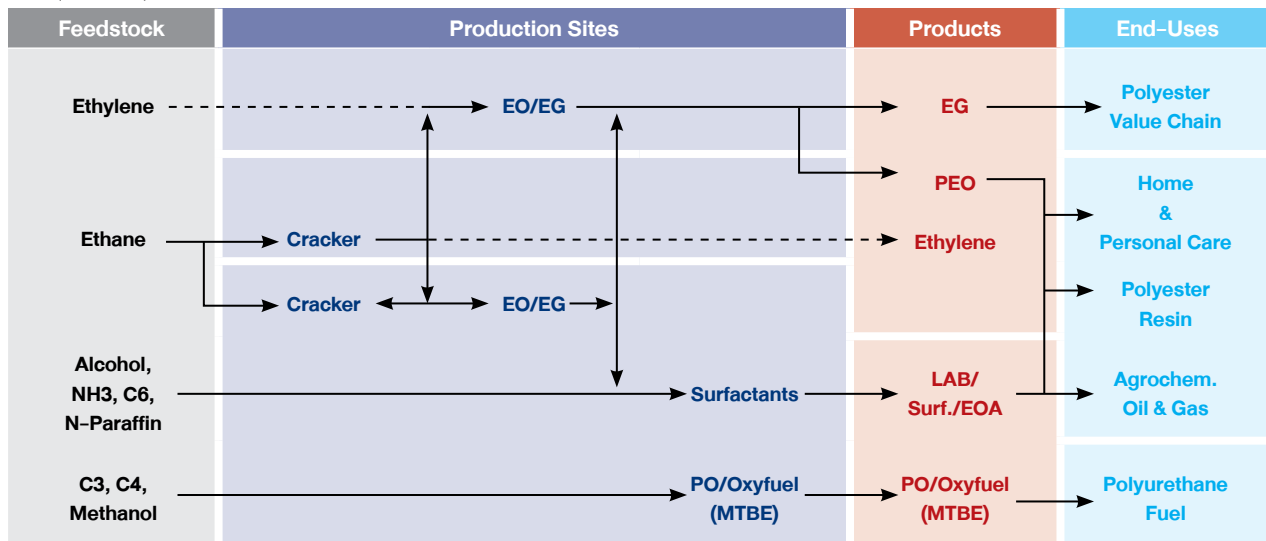 Feedstock
Production Sites
Products
End-Uses
Ethylene
EO/EG
EG
Polyester
Value Chain
PEO
Home
&
Personal Care
Ethane
Cracker
Ethylene
Cracker
EO/EG
Polyester
Resin
Alcohol,
NH3, C6,
N-Paraffin
Surfactants
LAB/
Surf./EOA
Agrochem.
Oil & Gas
C3, C4,
Methanol
PO/Oxyfuel
(MTBE)
PO/Oxyfuel
(MTBE)
Polyurethane
Fuel